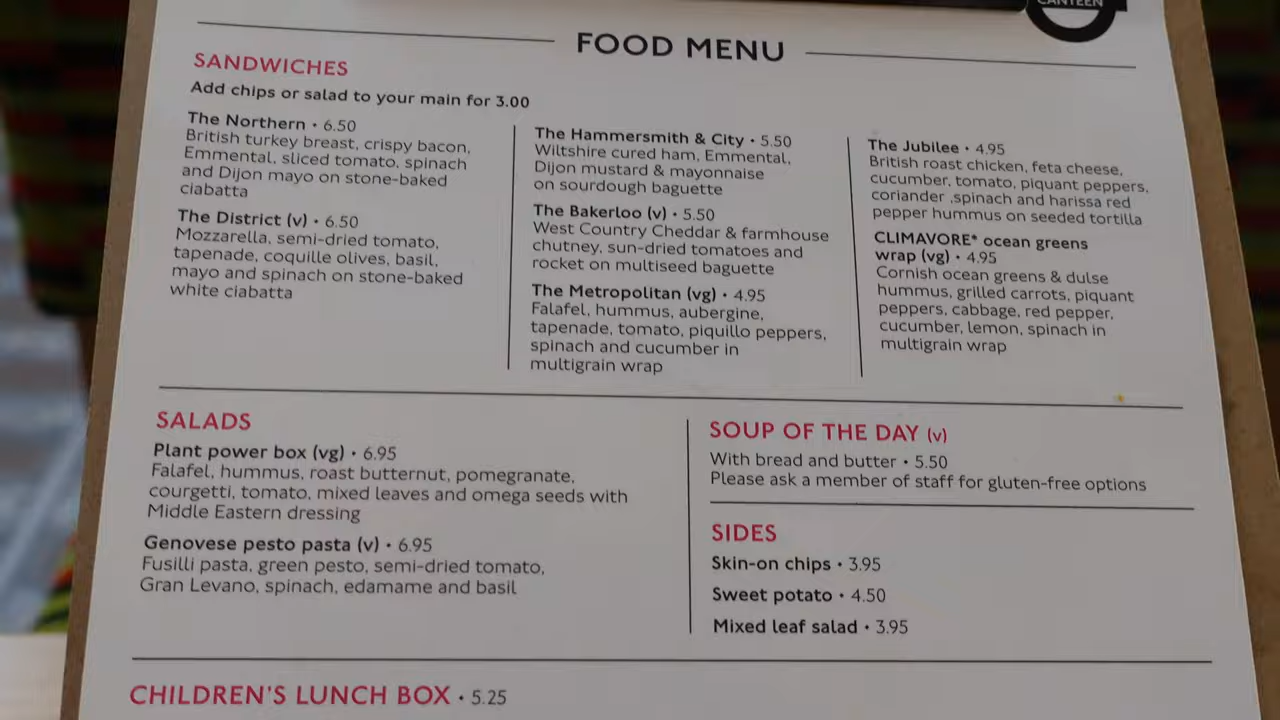 CANTEEN
FOOD MENU
SANDWICHES
Add chips or salad to your main for 3.00
The Northern • 6.50
British turkey breast, crispy bacon,
Emmental, sliced tomato, spinach
and Dijon mayo on stone-baked
ciabatta
The District (v) • 6.50
Mozzarella, semi-dried tomato,
tapenade, coquille olives, basil,
mayo and spinach on stone-baked
white ciabatta
The Hammersmith & City • 5.50
Wiltshire cured ham, Emmental,
Dijon mustard & mayonnaise
on sourdough baguette
The Bakerloo (v) • 5.50
West Country Cheddar & farmhouse
chutney, sun-dried tomatoes and
rocket on multiseed baguette
The Metropolitan (vg) • 4.95
Falafel, hummus, aubergine,
tapenade, tomato, piquillo peppers,
spinach and cucumber in
multigrain wrap
The Jubilee • 4.95
British roast chicken, feta cheese,
cucumber, tomato, piquant peppers,
coriander ,spinach and harissa red
pepper hummus on seeded tortilla
CLIMAVORE* ocean greens
wrap (vg) • 4.95
Cornish ocean greens & dulse
hummus, grilled carrots, piquant
peppers, cabbage, red pepper,
cucumber, lemon, spinach in
multigrain wrap
SALADS
Plant power box (vg) • 6.95
Falafel, hummus, roast butternut, pomegranate,
courgetti, tomato, mixed leaves and omega seeds with
Middle Eastern dressing
Genovese pesto pasta (v) • 6.95
Fusilli pasta, green pesto, semi-dried tomato,
Gran Levano, spinach, edamame and basil
SOUP OF THE DAY (v)
With bread and butter • 5.50
Please ask a member of staff for gluten-free options
SIDES
Skin-on chips • 3.95
Sweet potato • 4.50
Mixed leaf salad • 3.95
CHILDREN'S LUNCH BOX • 5.25